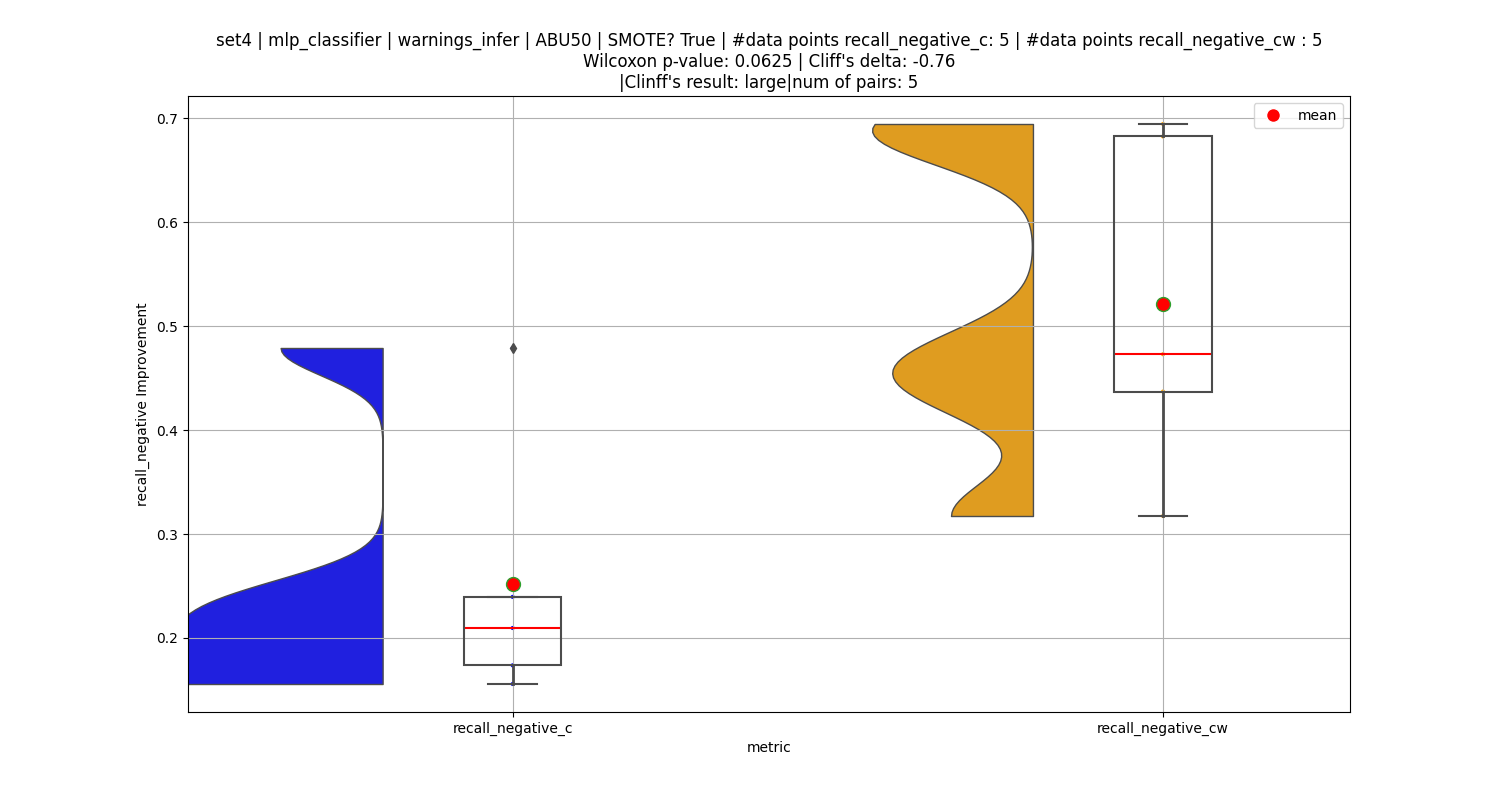 set4 | mlp_classifier | warnings_infer | ABU50 | SMOTE? True | #data points recall_negative_c: 5 | #data points recall_negative_cw : 5
Wilcoxon p-value: 0.0625 | Cliff's delta: -0.76
|Clinff's result: large|num of pairs: 5
mean
0.7
0.6
0.5
0.4
0.3
0.2
recall_negative Improvement
recall_negative_c
recall_negative_cw
metric